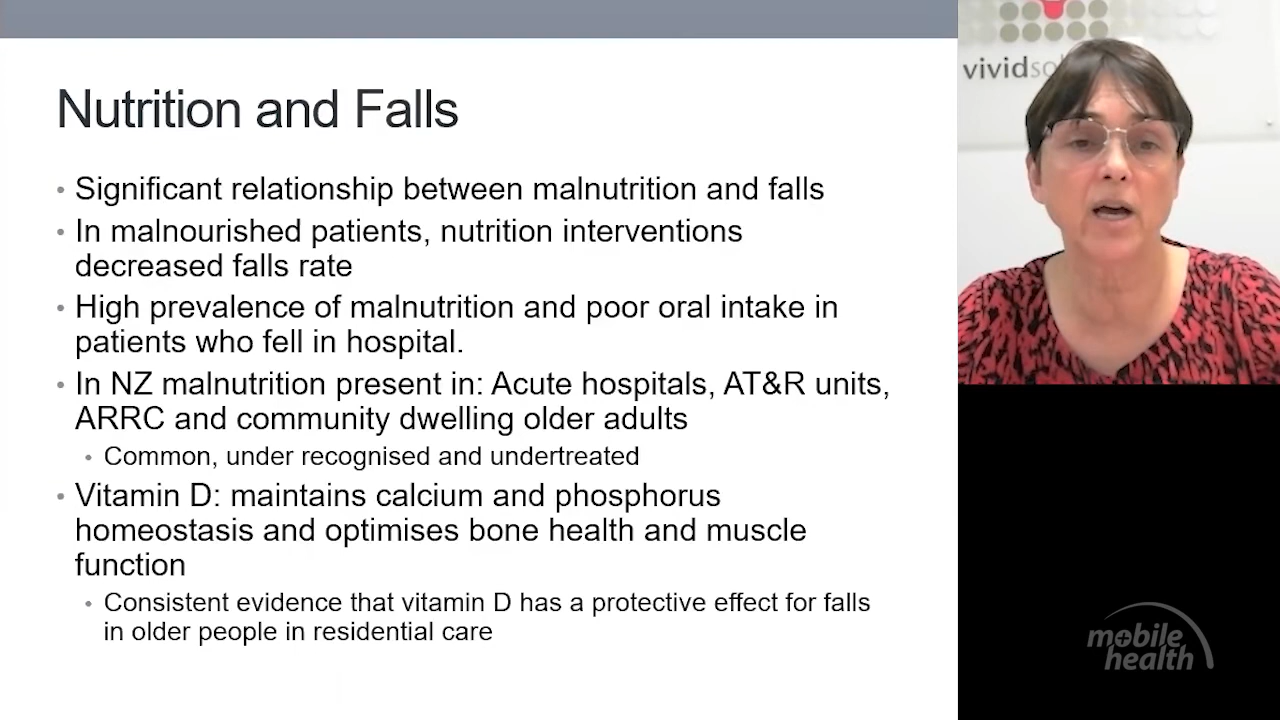 Nutrition and Falls
• Significant relationship between malnutrition and falls
• In malnourished patients, nutrition interventions
decreased falls rate
• High prevalence of malnutrition and poor oral intake in
patients who fell in hospital.
• In NZ malnutrition present in: Acute hospitals, AT&R units,
ARRC and community dwelling older adults
• Common, under recognised and undertreated
• Vitamin D: maintains calcium and phosphorus
homeostasis and optimises bone health and muscle
function
• Consistent evidence that vitamin D has a protective effect for falls
in older people in residential care
vividsol
mobile
health